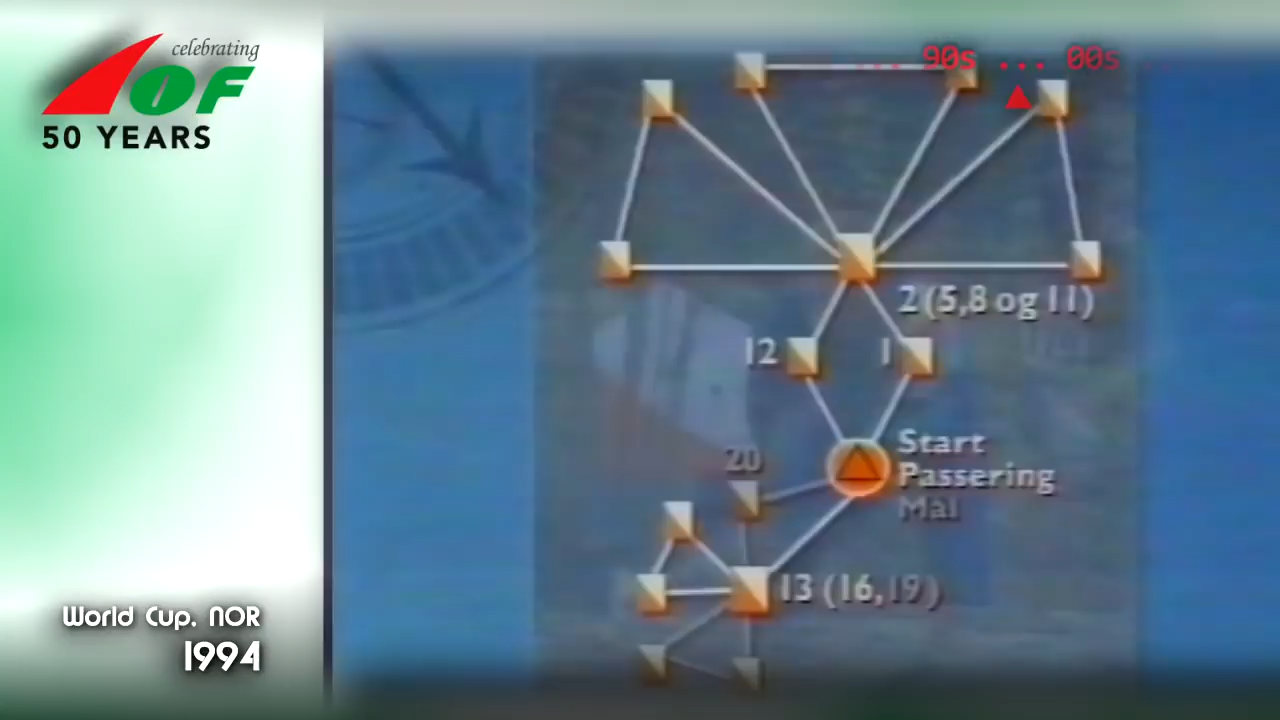 celebrating
IOF
50 YEARS
... 90s ... 00s ...
2 (5,8 og 11)
12
1
Start
Passering
Mål
20
13 (16,19)
World Cup, NOR
1994